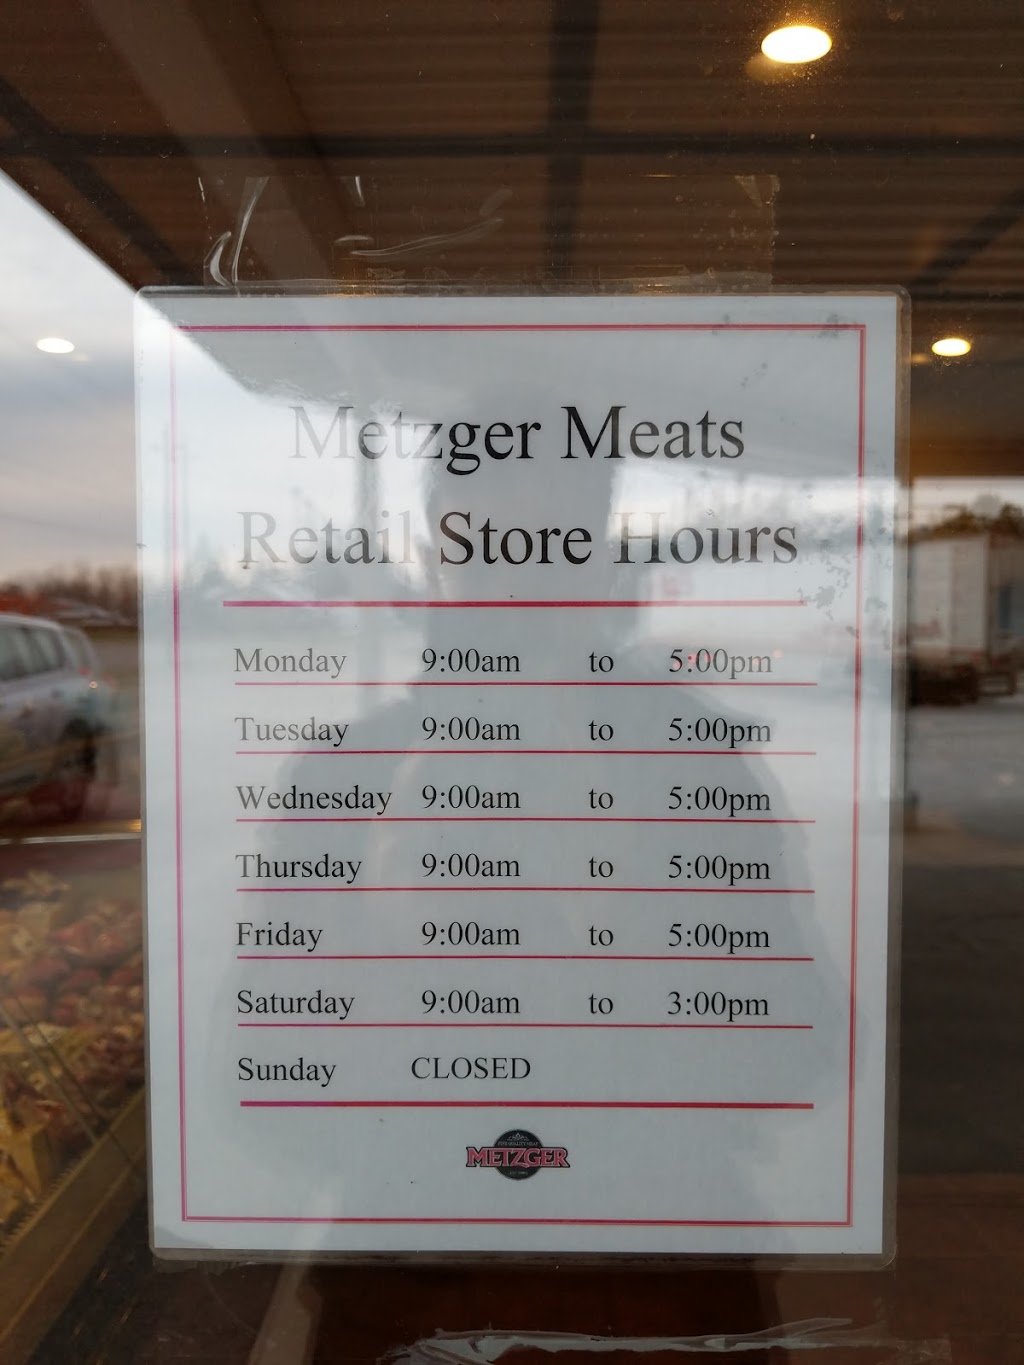 Metzger Meats
Retail Store Hours
Monday 9:00am to 5:00pm
Tuesday 9:00am to 5:00pm
Wednesday 9:00am to 5:00pm
Thursday 9:00am to 5:00pm
Friday 9:00am to 5:00pm
Saturday 9:00am to 3:00pm
Sunday CLOSED
METZGER